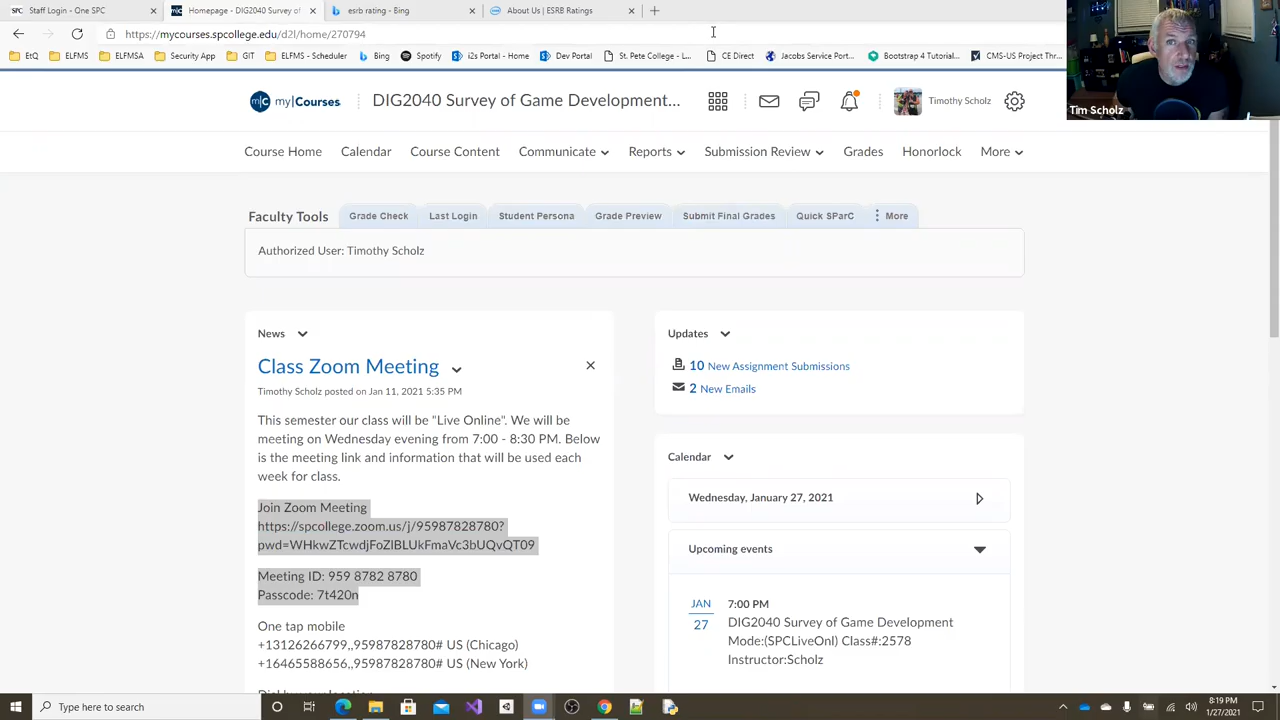 Staff Login - One SPC
Homepage - DIG2040 Survey of
esrb rating - Bing
About Us | ESRB Ratings
https://mycourses.spcollege.edu/d2l/home/270794
EtQ
ELFMS
ELFMSA
Security App
GIT
ELFMS - Scheduler
Bing
Spotify
i2s Portal
Dev Portal
St. Pete College - L...
CE Direct
Jacobs Service Port...
Bootstrap 4 Tutorial...
CMS-US Project Thr...
Tim Scholz
m|C my|Courses
DIG2040 Survey of Game Development...
Timothy Scholz
Course Home
Calendar
Course Content
Communicate
Reports
Submission Review
Grades
Honorlock
More
Faculty Tools
Grade Check
Last Login
Student Persona
Grade Preview
Submit Final Grades
Quick SParC
More
Authorized User: Timothy Scholz
News
Class Zoom Meeting
Timothy Scholz posted on Jan 11, 2021 5:35 PM
This semester our class will be "Live Online". We will be
meeting on Wednesday evening from 7:00 - 8:30 PM. Below
is the meeting link and information that will be used each
week for class.
Join Zoom Meeting
https://spcollege.zoom.us/j/95987828780?
pwd=WHkwZTcwdjFoZlBLUkFmaVc3bUQvQT09
Meeting ID: 959 8782 8780
Passcode: 7t420n
One tap mobile
+13126266799,,95987828780# US (Chicago)
+16465588656,,95987828780# US (New York)
Updates
10 New Assignment Submissions
2 New Emails
Calendar
Wednesday, January 27, 2021
Upcoming events
JAN
27
7:00 PM
DIG2040 Survey of Game Development
Mode:(SPCLiveOnl) Class#:2578
Instructor:Scholz
Type here to search
8:19 PM
1/27/2021